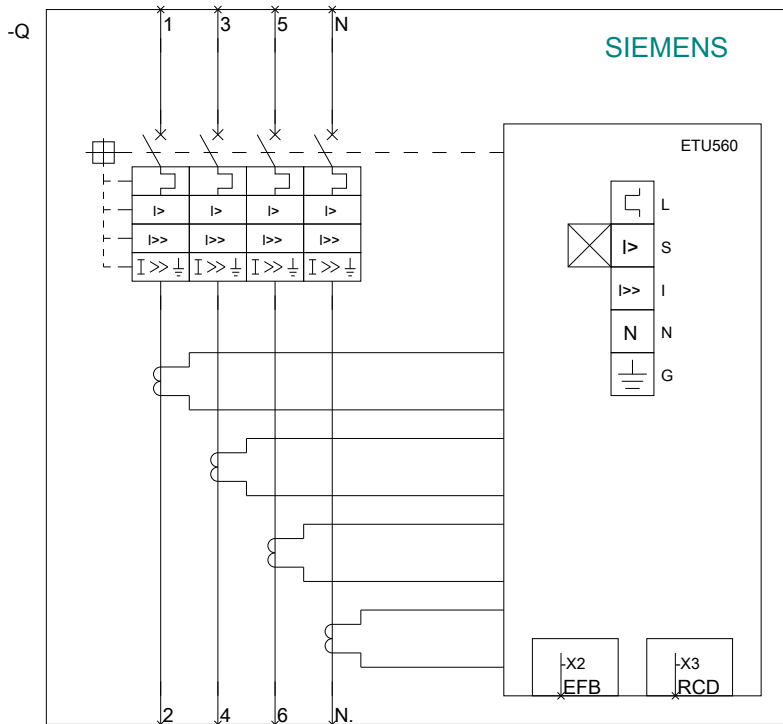 -Q
1 3 5 N
SIEMENS
ETU560
L
I> I> I> I> I> S
I>> I>> I>> I>> I>> I
I >> I >> I >> I >>
N N
G
-X2 -X3
EFB RCD
2 4 6 N.